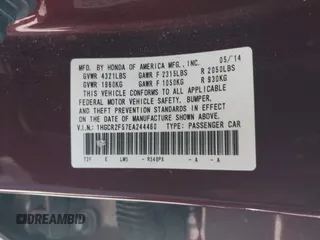 MFD. BY HONDA OF AMERICA MFG., INC. 05/14
GVWR 4321LBS GAWR F 2315LBS R 2050LBS
GVWR 1960KG GAWR F 1050KG R 930KG
THIS VEHICLE CONFORMS TO ALL APPLICABLE
FEDERAL MOTOR VEHICLE SAFETY, BUMPER,
AND THEFT PREVENTION STANDARDS IN
EFFECT ON THE DATE OF
MANUFACTURE SHOWN ABOVE.
V.I.N.: 1HGCR2F57EA244460 TYPE: PASSENGER CAR
E LWS - R548PX - A - A
DREAMBID